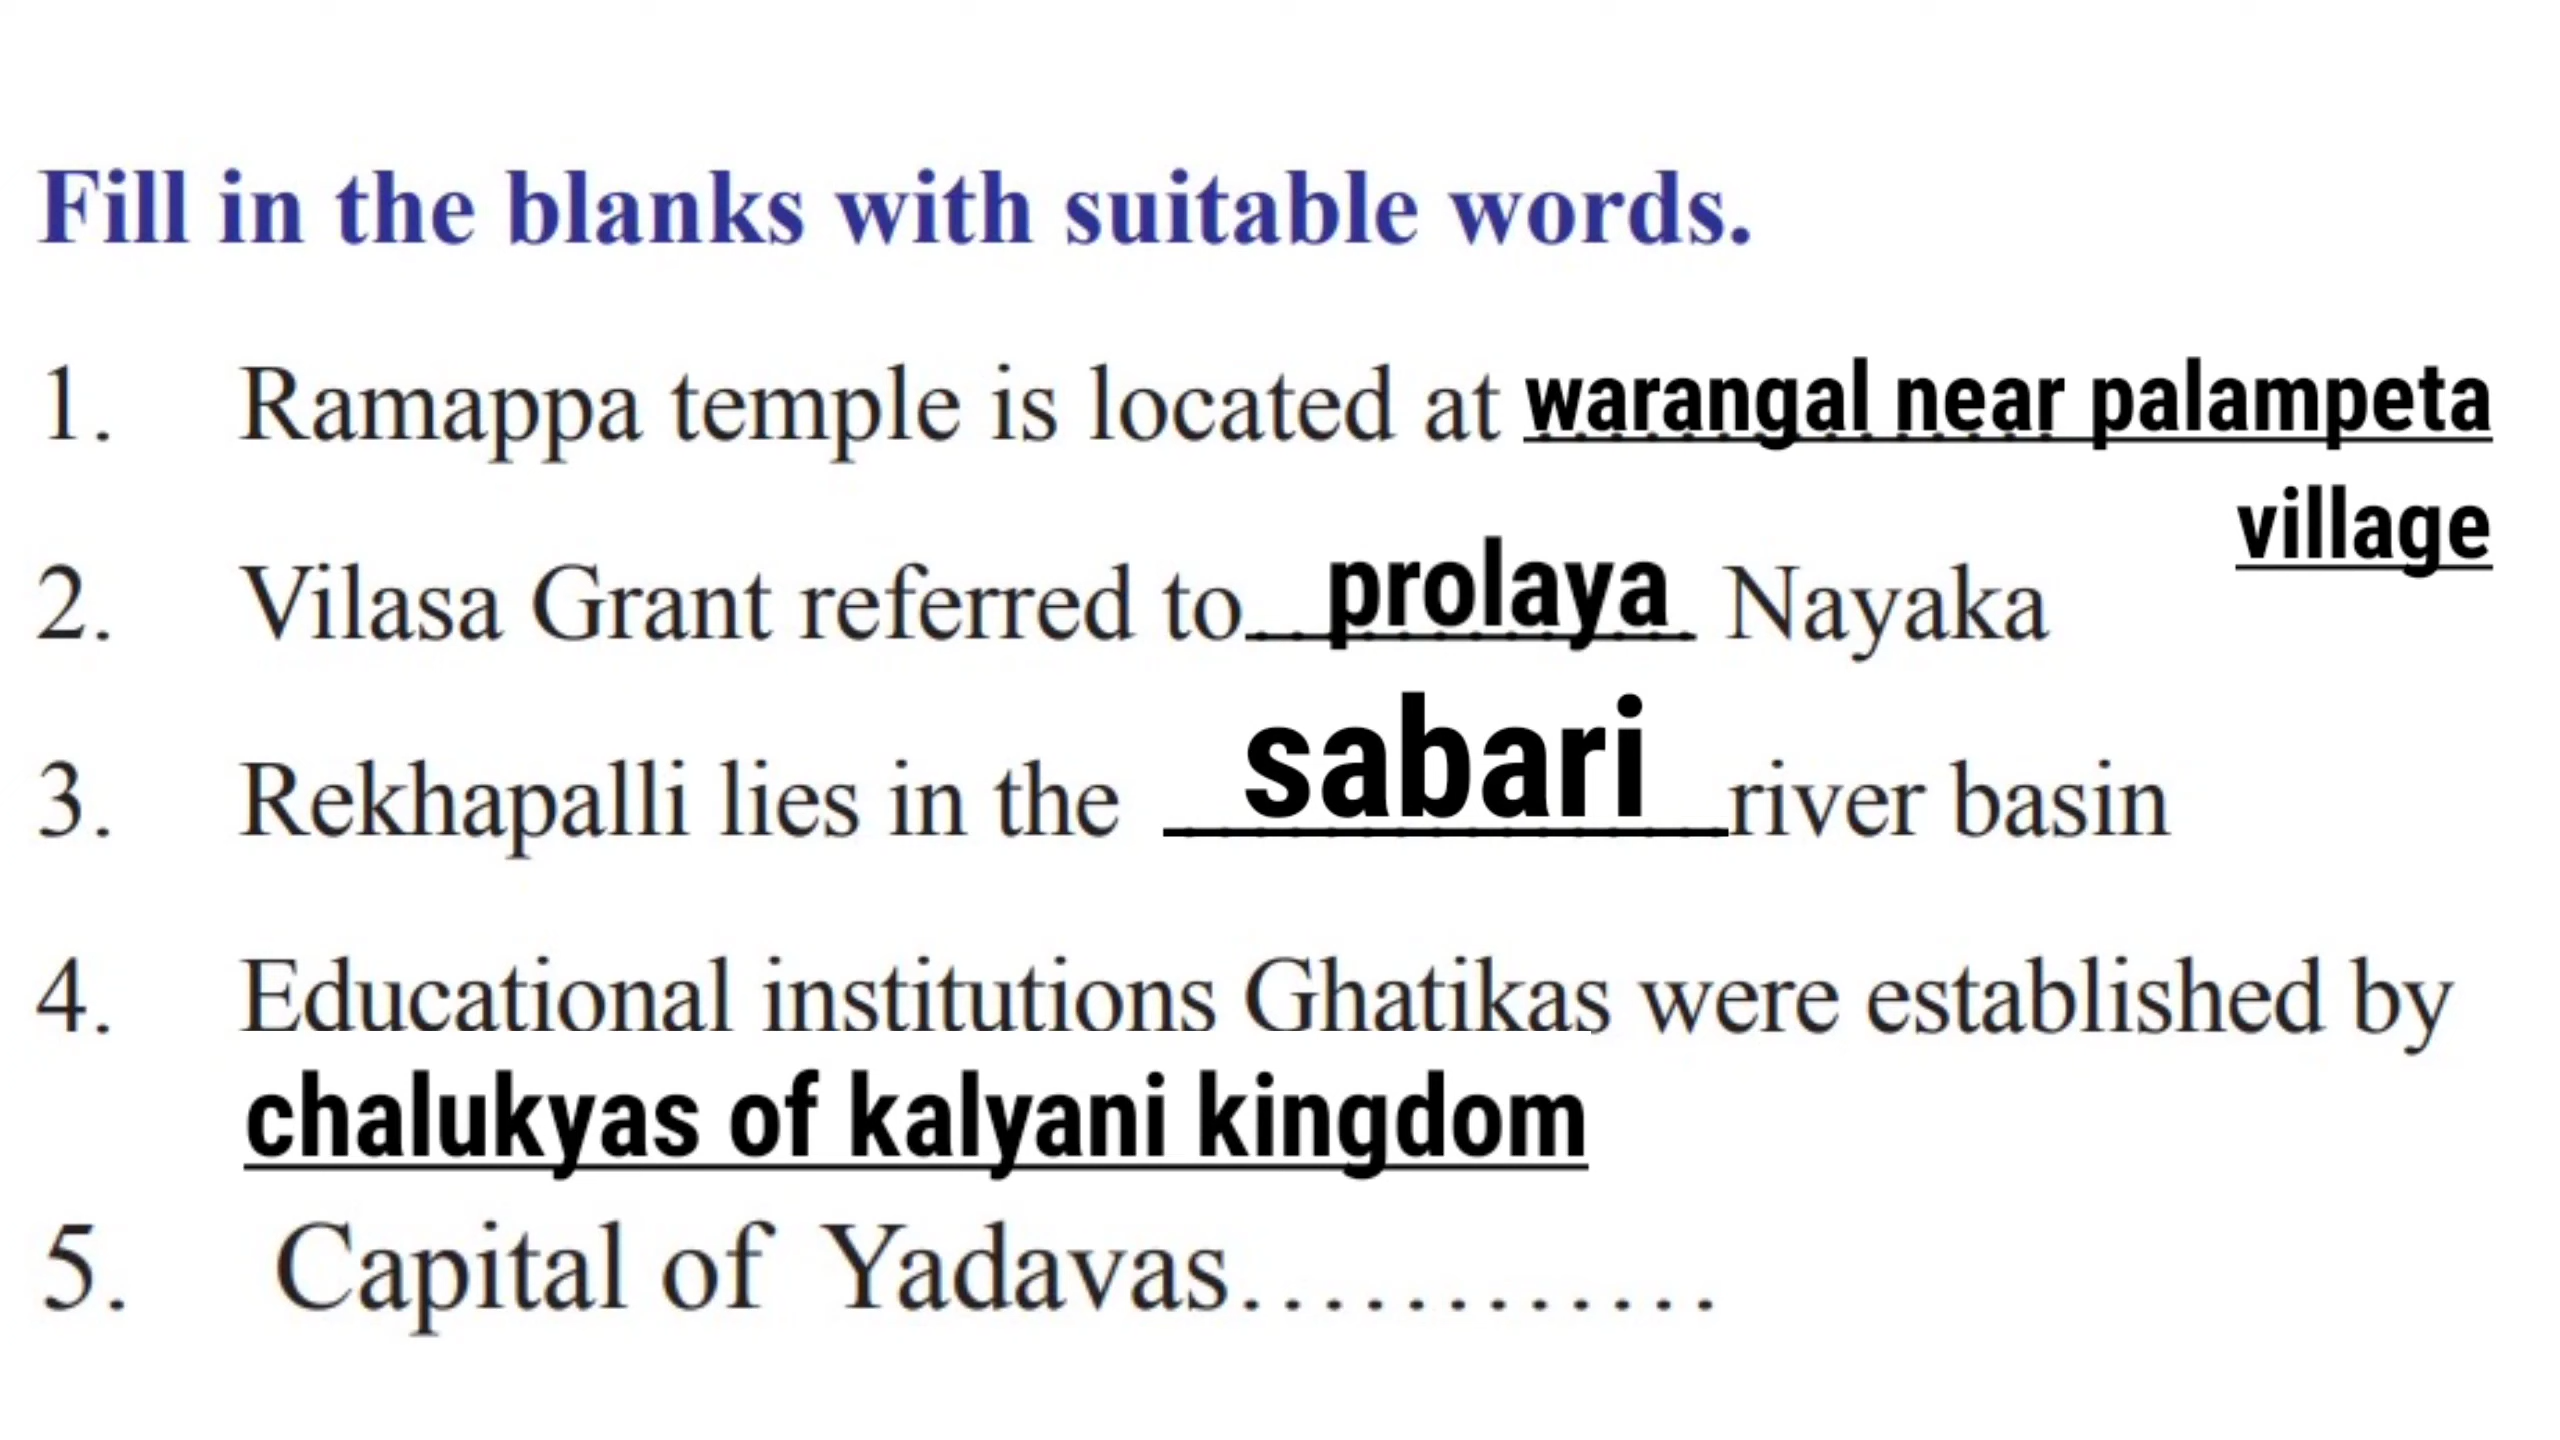 Fill in the blanks with suitable words.
1. Ramappa temple is located at warangal near palampeta
village
2. Vilasa Grant referred to prolaya Nayaka
3. Rekhapalli lies in the sabari river basin
4. Educational institutions Ghatikas were established by
chalukyas of kalyani kingdom
5. Capital of Yadavas............